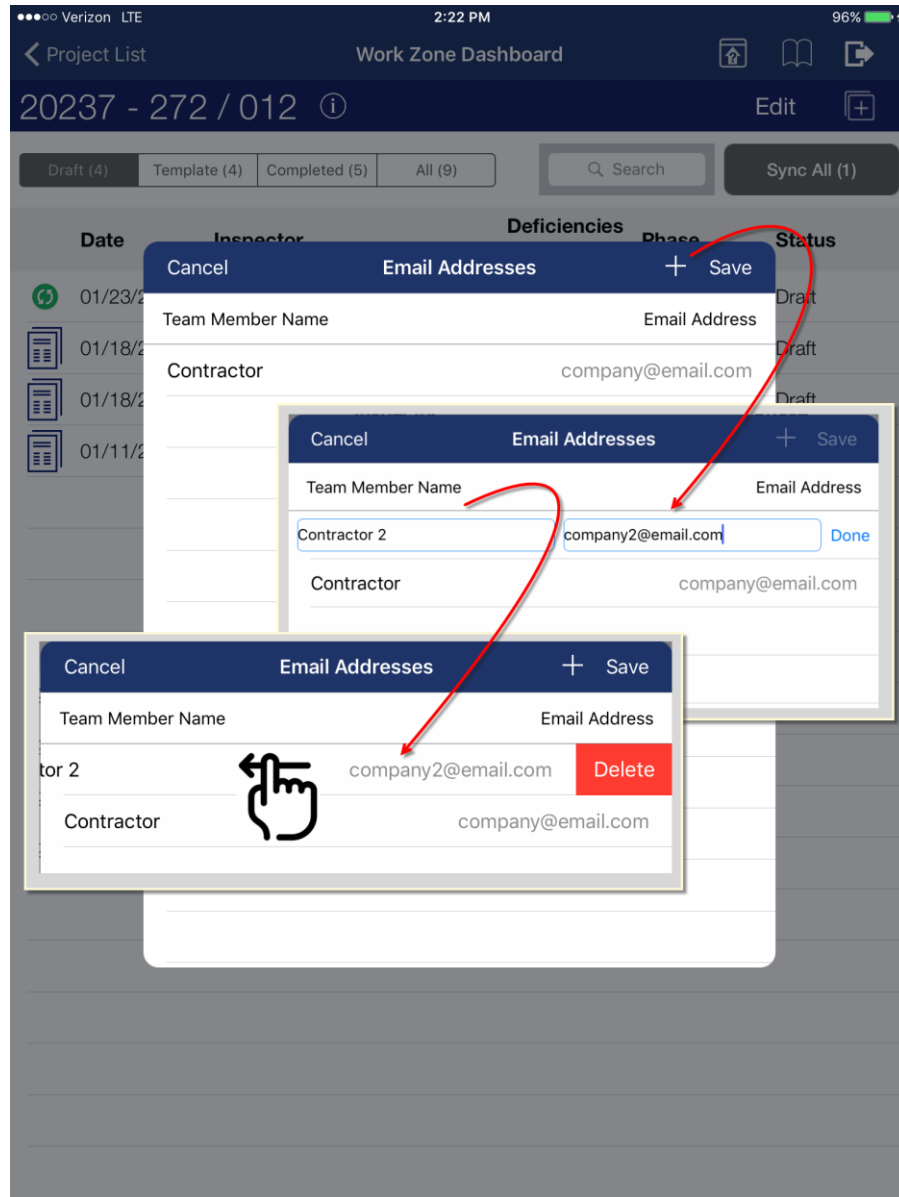 Verizon LTE 2:22 PM 96%
Project List Work Zone Dashboard
20237 - 272 / 012 Edit
Draft (4) Template (4) Completed (5) All (9) Search Sync All (1)
Deficiencies
Date Inspector Phase Status
Cancel Email Addresses + Save
01/23/2 Draft
Team Member Name Email Address
01/18/2 Draft
Contractor company@email.com
01/18/2 Draft
01/11/2
Cancel Email Addresses + Save
Team Member Name Email Address
Contractor 2 company2@email.com Done
Contractor company@email.com
Cancel Email Addresses + Save
Team Member Name Email Address
tor 2 company2@email.com Delete
Contractor company@email.com